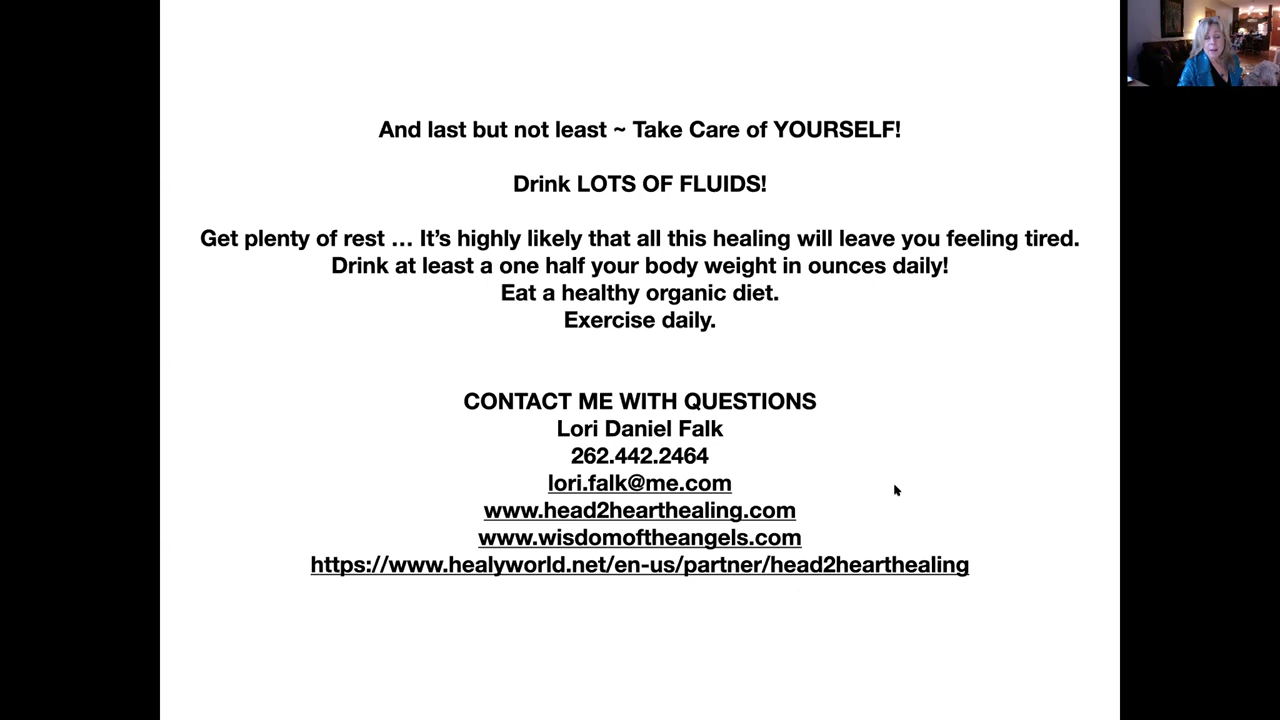 And last but not least ~ Take Care of YOURSELF!
Drink LOTS OF FLUIDS!
Get plenty of rest … It’s highly likely that all this healing will leave you feeling tired.
Drink at least a one half your body weight in ounces daily!
Eat a healthy organic diet.
Exercise daily.
CONTACT ME WITH QUESTIONS
Lori Daniel Falk
262.442.2464
lori.falk@me.com
www.head2hearthealing.com
www.wisdomoftheangels.com
https://www.healyworld.net/en-us/partner/head2hearthealing